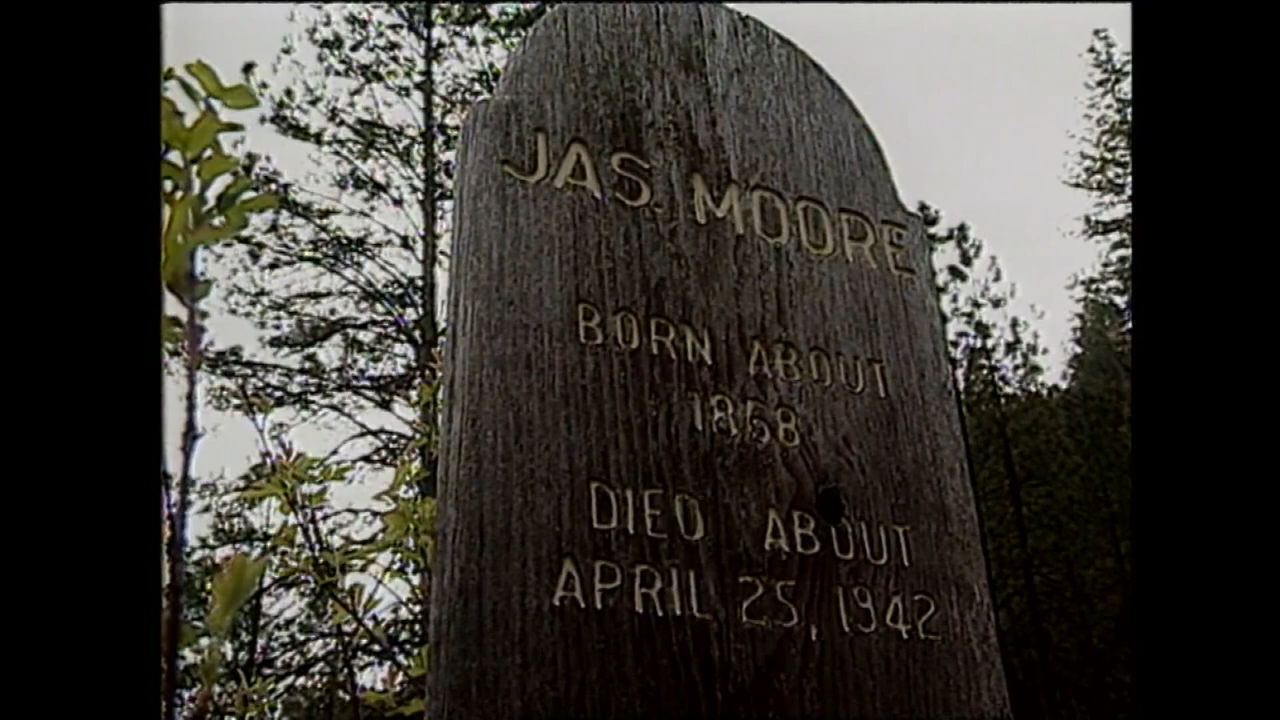 JAS. MOORE
BORN ABOUT
1868
DIED ABOUT
APRIL 25, 1942